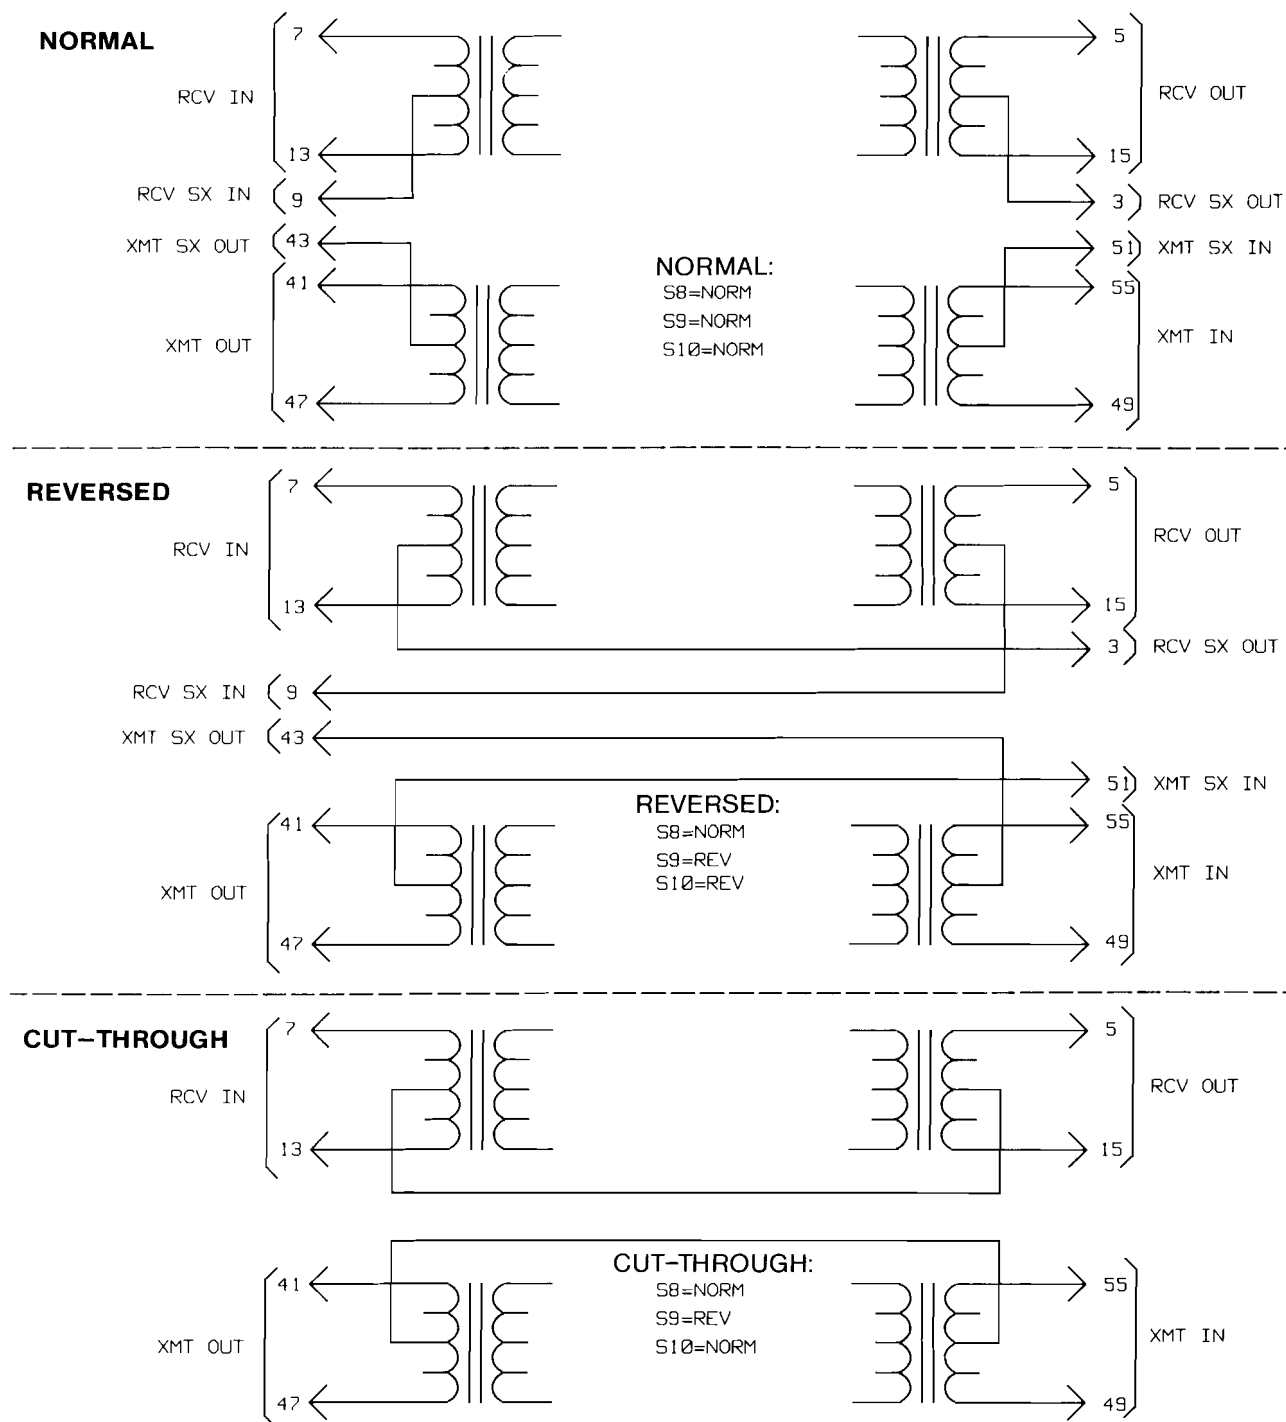 NORMAL
7
5
RCV IN
RCV OUT
13
15
RCV SX IN
9
3
RCV SX OUT
XMT SX OUT
43
51
XMT SX IN
41
55
NORMAL:
S8=NORM
S9=NORM
S10=NORM
XMT OUT
XMT IN
47
49
REVERSED
7
5
RCV IN
RCV OUT
13
15
3
RCV SX OUT
RCV SX IN
9
XMT SX OUT
43
51
XMT SX IN
41
55
REVERSED:
S8=NORM
S9=REV
S10=REV
XMT OUT
XMT IN
47
49
CUT-THROUGH
7
5
RCV IN
RCV OUT
13
15
41
55
CUT-THROUGH:
S8=NORM
S9=REV
S10=NORM
XMT OUT
XMT IN
47
49